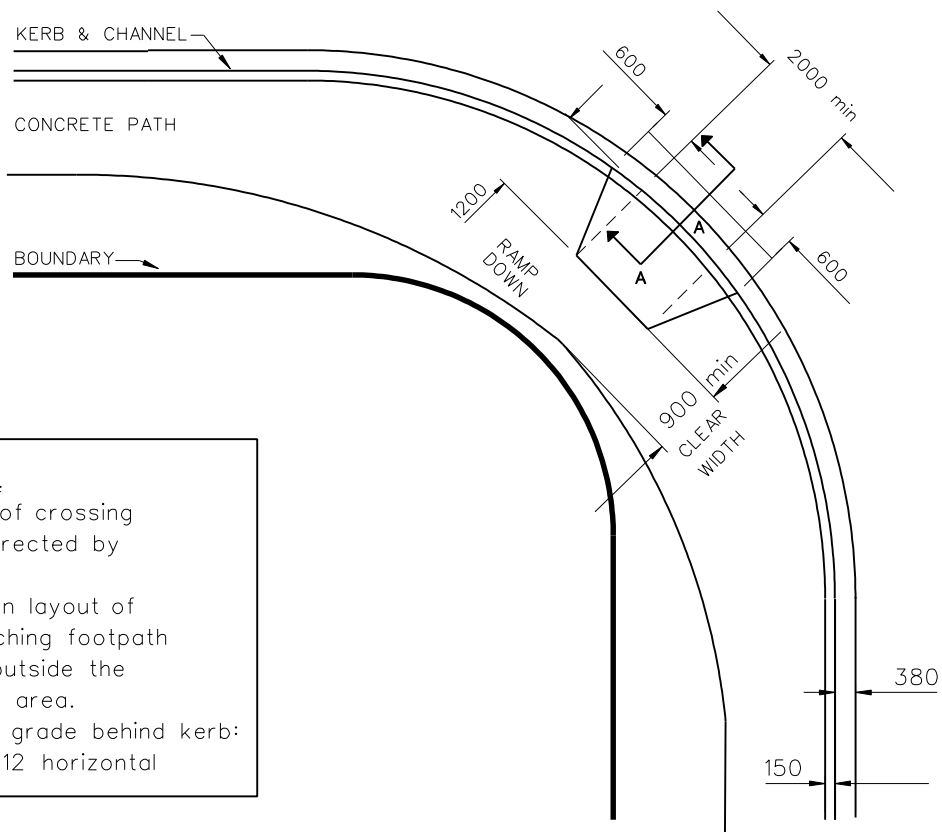 KERB & CHANNEL
CONCRETE PATH
BOUNDARY
600
2000 min
1200
RAMP
DOWN
A
A
600
900 min
CLEAR
WIDTH
380
150
of crossing
rected by
n layout of
ching footpath
outside the
area.
grade behind kerb:
12 horizontal